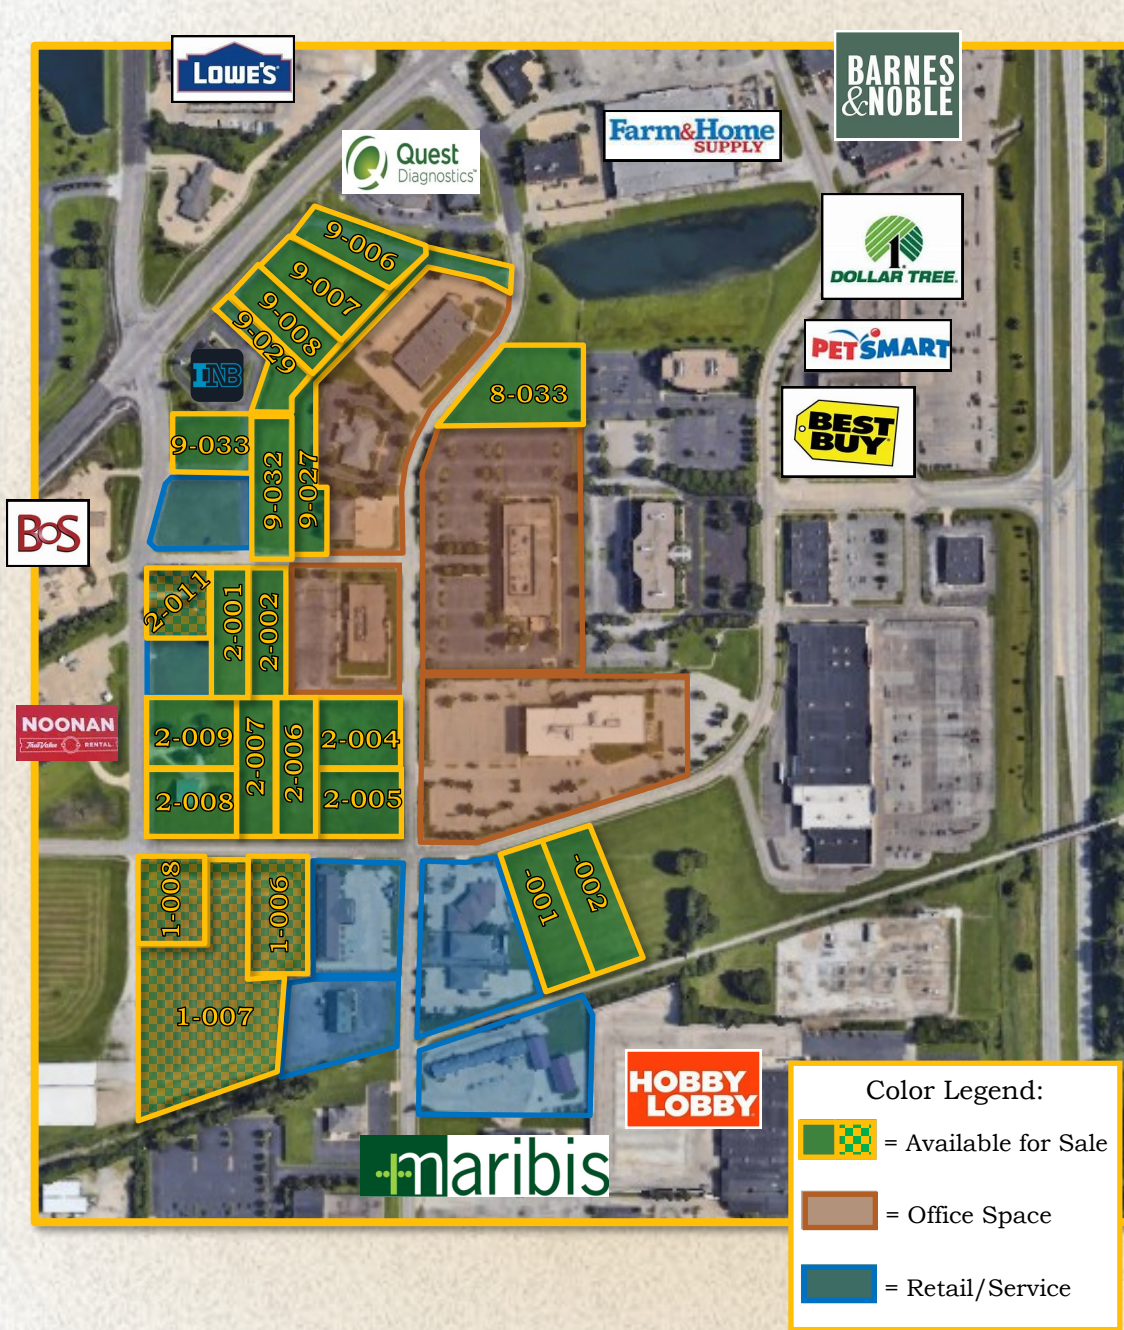 LOWE'S
BARNES
&NOBLE
Farm&Home
SUPPLY
Quest
Diagnostics
9-006
9-007
9-008
9-029
1
DOLLAR TREE
PETSMART
INB
8-033
BEST
BUY
9-033
9-032
9-027
BOS
2-011
2-001
2-002
NOONAN
True Value
RENTAL
2-009
2-007
2-006
2-004
2-008
2-005
1-008
1-006
-001
-002
1-007
HOBBY
LOBBY
maribis
Color Legend:
= Available for Sale
= Office Space
= Retail/Service